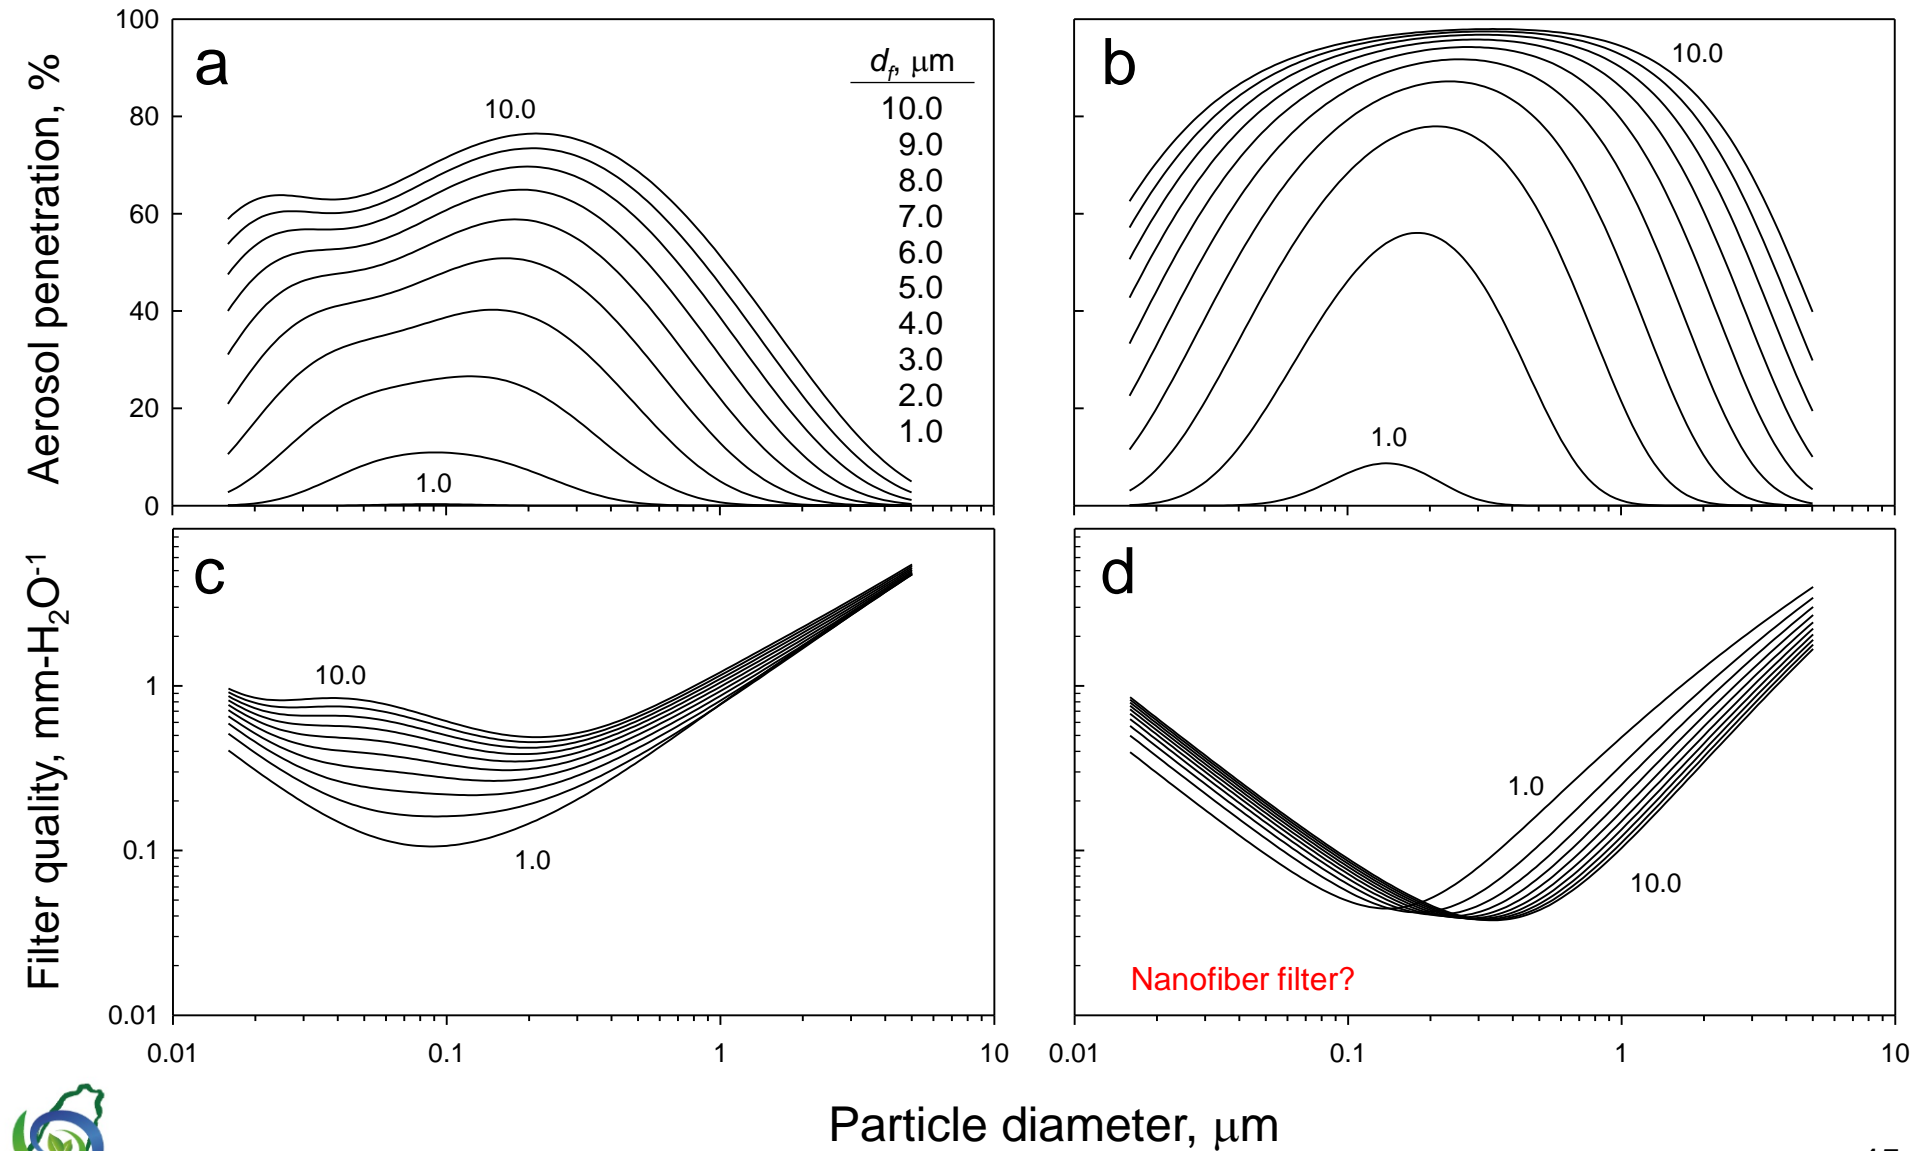 Aerosol penetration, %
100
80
60
40
20
0
a
10.0
1.0
d_f, μm
10.0
9.0
8.0
7.0
6.0
5.0
4.0
3.0
2.0
1.0
b
10.0
1.0
Filter quality, mm-H₂O⁻¹
1
0.1
0.01
c
10.0
1.0
d
1.0
10.0
Nanofiber filter?
0.01 0.1 1 10
0.01 0.1 1 10
Particle diameter, μm